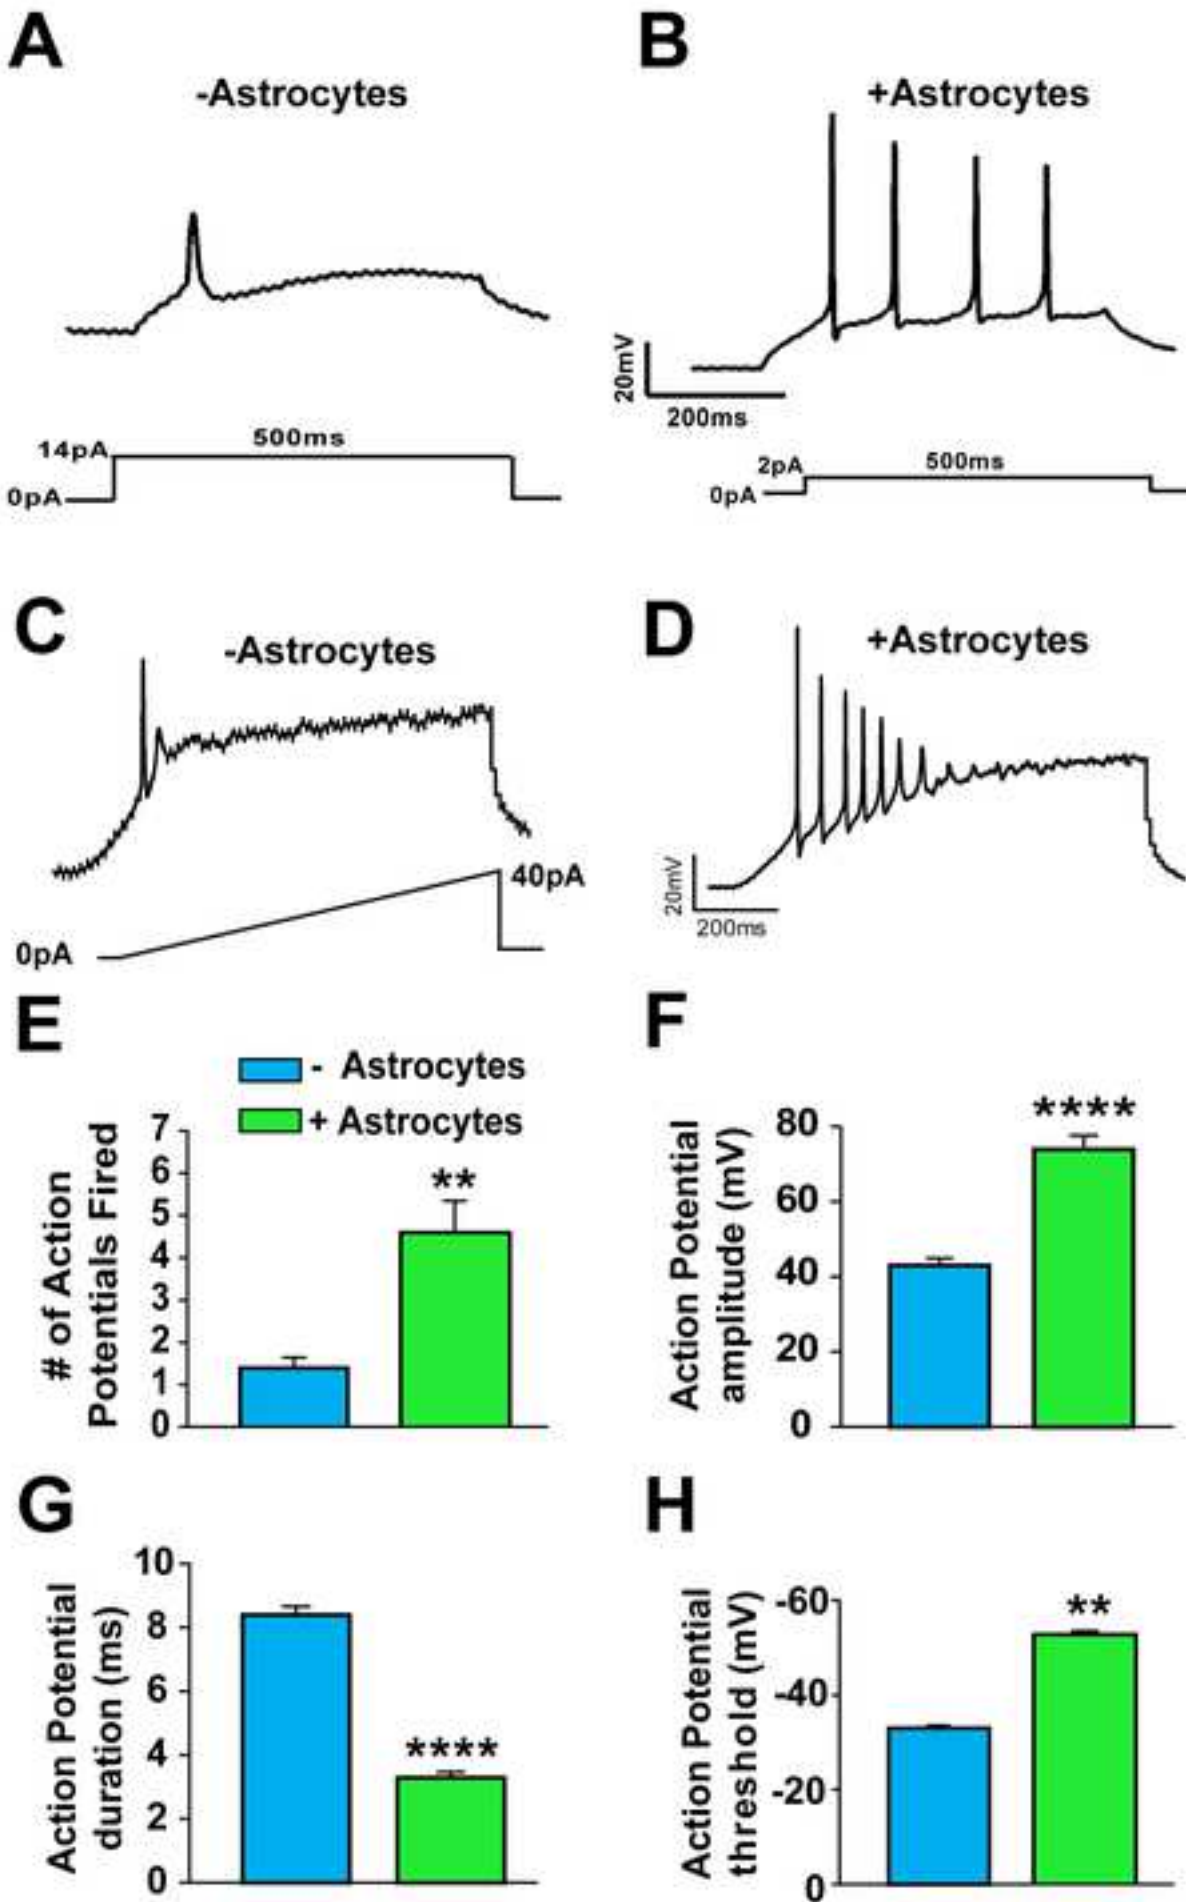 A
-Astrocytes
B
+Astrocytes
20mV
200ms
14pA
500ms
0pA
2pA
500ms
0pA
C
-Astrocytes
40pA
0pA
D
+Astrocytes
20mV
200ms
E
- Astrocytes
+ Astrocytes
# of Action
Potentials Fired
7
6
5
4
3
2
1
0
**
F
Action Potential
amplitude (mV)
80
60
40
20
0
****
G
Action Potential
duration (ms)
10
8
6
4
2
0
****
H
Action Potential
threshold (mV)
-60
-40
-20
0
**